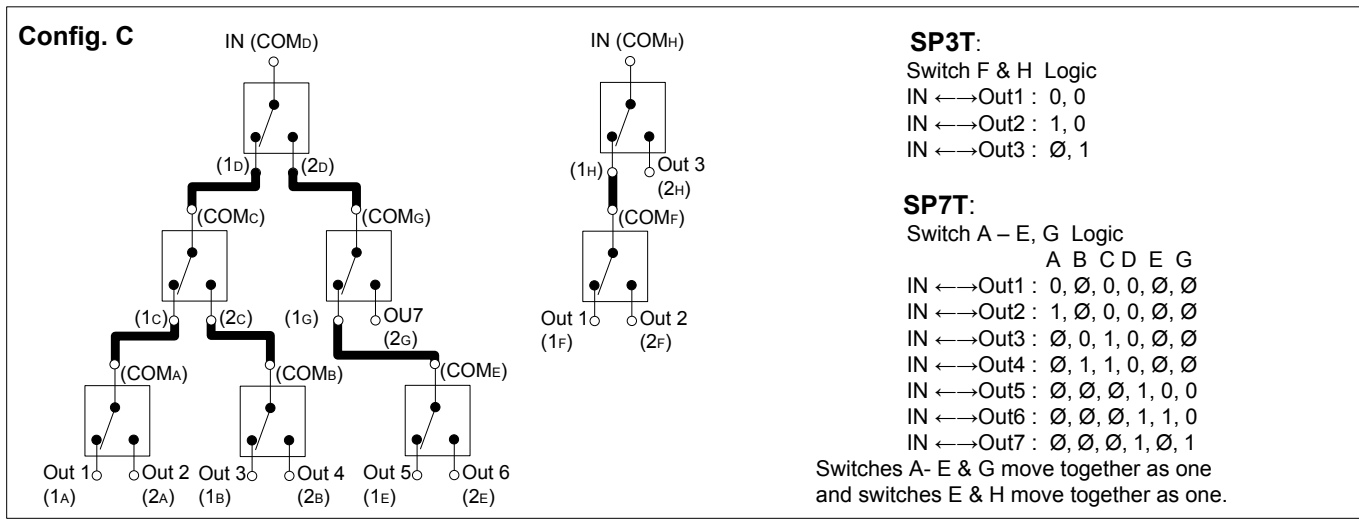 Config. C
IN (COMD)
(1D) (2D)
(COMC) (COMG)
(1C) (2C) (1G) OU7
(2G)
(COMA) (COMB) (COME)
Out 1 Out 2 Out 3 Out 4 Out 5 Out 6
(1A) (2A) (1B) (2B) (1E) (2E)
IN (COMH)
(1H) Out 3
(2H)
(COMF)
Out 1 Out 2
(1F) (2F)
SP3T:
Switch F & H Logic
IN ←→Out1 : 0, 0
IN ←→Out2 : 1, 0
IN ←→Out3 : Ø, 1
SP7T:
Switch A – E, G Logic
A B C D E G
IN ←→Out1 : 0, Ø, 0, 0, Ø, Ø
IN ←→Out2 : 1, Ø, 0, 0, Ø, Ø
IN ←→Out3 : Ø, 0, 1, 0, Ø, Ø
IN ←→Out4 : Ø, 1, 1, 0, Ø, Ø
IN ←→Out5 : Ø, Ø, Ø, 1, 0, 0
IN ←→Out6 : Ø, Ø, Ø, 1, 1, 0
IN ←→Out7 : Ø, Ø, Ø, 1, Ø, 1
Switches A- E & G move together as one
and switches E & H move together as one.